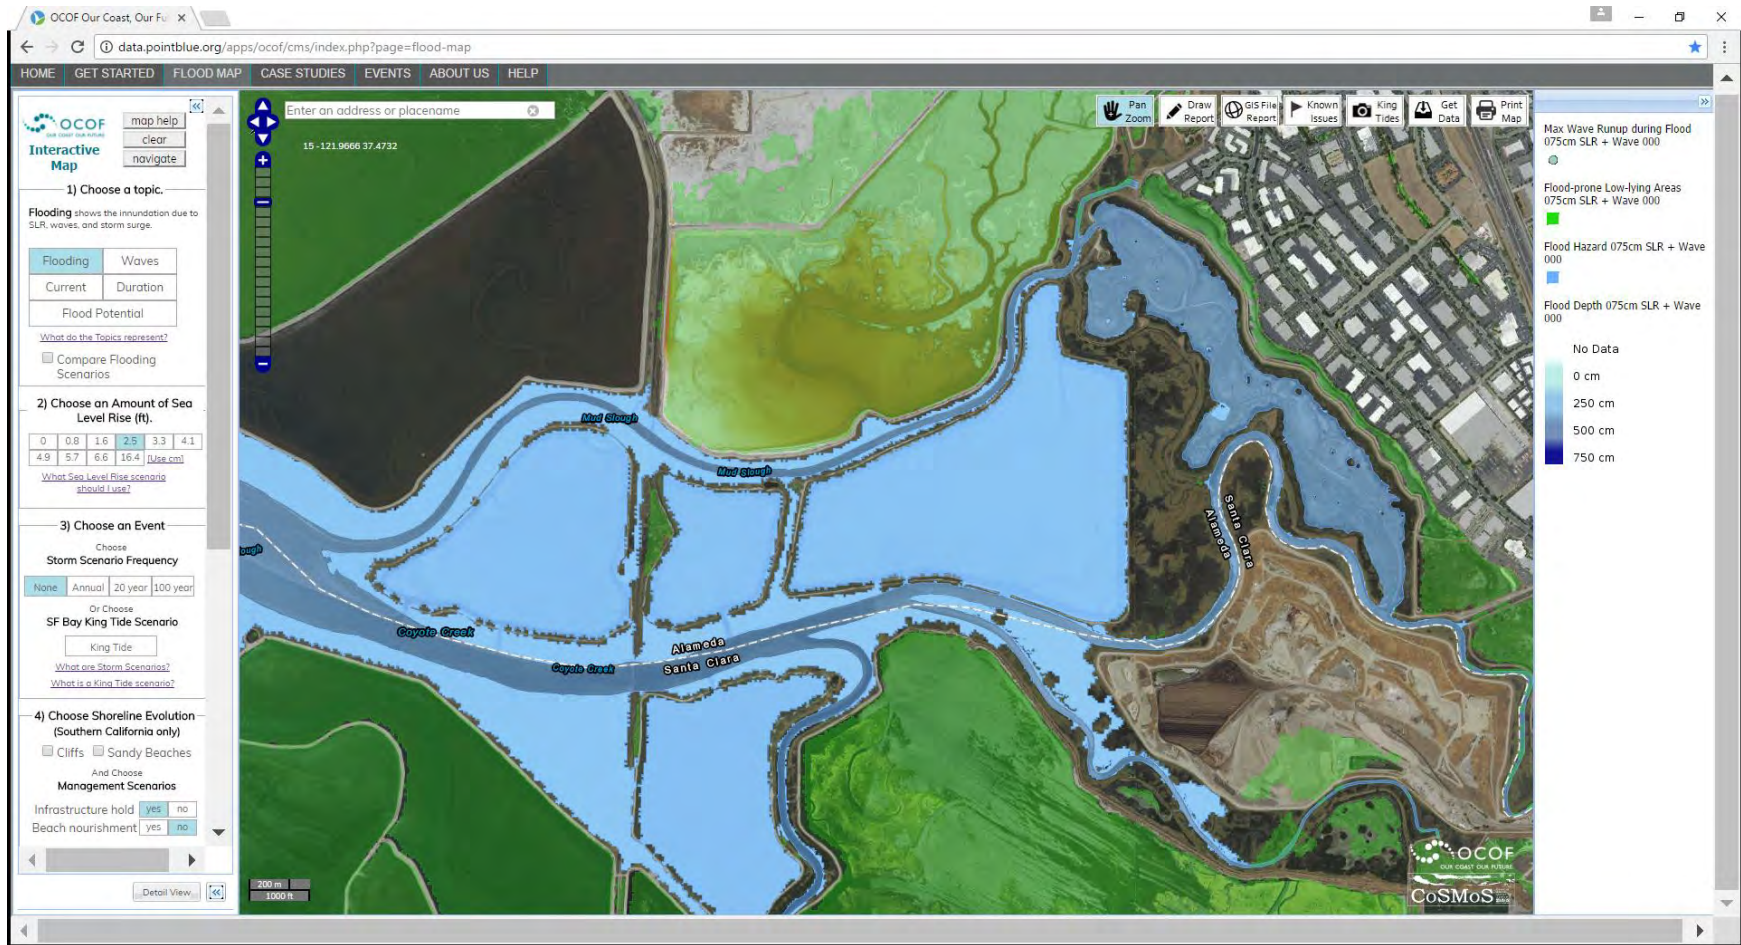 OCOF Our Coast, Our Fu
data.pointblue.org/apps/ocof/cms/index.php?page=flood-map
HOME GET STARTED FLOOD MAP CASE STUDIES EVENTS ABOUT US HELP
OCOF
OUR COAST OUR FUTURE
Interactive
Map
map help
clear
navigate
1) Choose a topic.
Flooding shows the innundation due to
SLR, waves, and storm surge.
Flooding Waves
Current Duration
Flood Potential
What do the Topics represent?
Compare Flooding
Scenarios
2) Choose an Amount of Sea
Level Rise (ft).
0 0.8 1.6 2.5 3.3 4.1
4.9 5.7 6.6 16.4 [Use cm]
What Sea Level Rise scenario
should I use?
3) Choose an Event
Choose
Storm Scenario Frequency
None Annual 20 year 100 year
Or Choose
SF Bay King Tide Scenario
King Tide
What are Storm Scenarios?
What is a King Tide scenario?
4) Choose Shoreline Evolution
(Southern California only)
Cliffs Sandy Beaches
And Choose
Management Scenarios
Infrastructure hold yes no
Beach nourishment yes no
Detail View
Enter an address or placename
15 -121.9666 37.4732
Pan
Zoom
Draw
Report
GIS File
Report
Known
Issues
King
Tides
Get
Data
Print
Map
Mud Slough
Mud Slough
ough
Coyote Creek
Coyote Creek
Alameda
Santa Clara
Santa Clara
Alameda
200 m
1000 ft
OCOF
OUR COAST OUR FUTURE
CoSMoS
Max Wave Runup during Flood
075cm SLR + Wave 000
Flood-prone Low-lying Areas
075cm SLR + Wave 000
Flood Hazard 075cm SLR + Wave
000
Flood Depth 075cm SLR + Wave
000
No Data
0 cm
250 cm
500 cm
750 cm